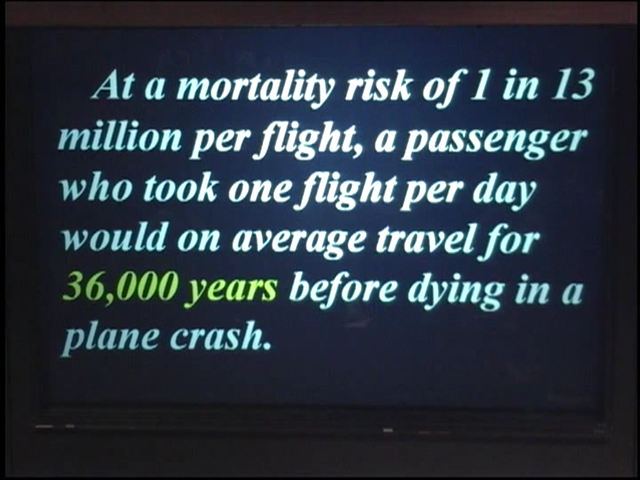 At a mortality risk of 1 in 13
million per flight, a passenger
who took one flight per day
would on average travel for
36,000 years before dying in a
plane crash.